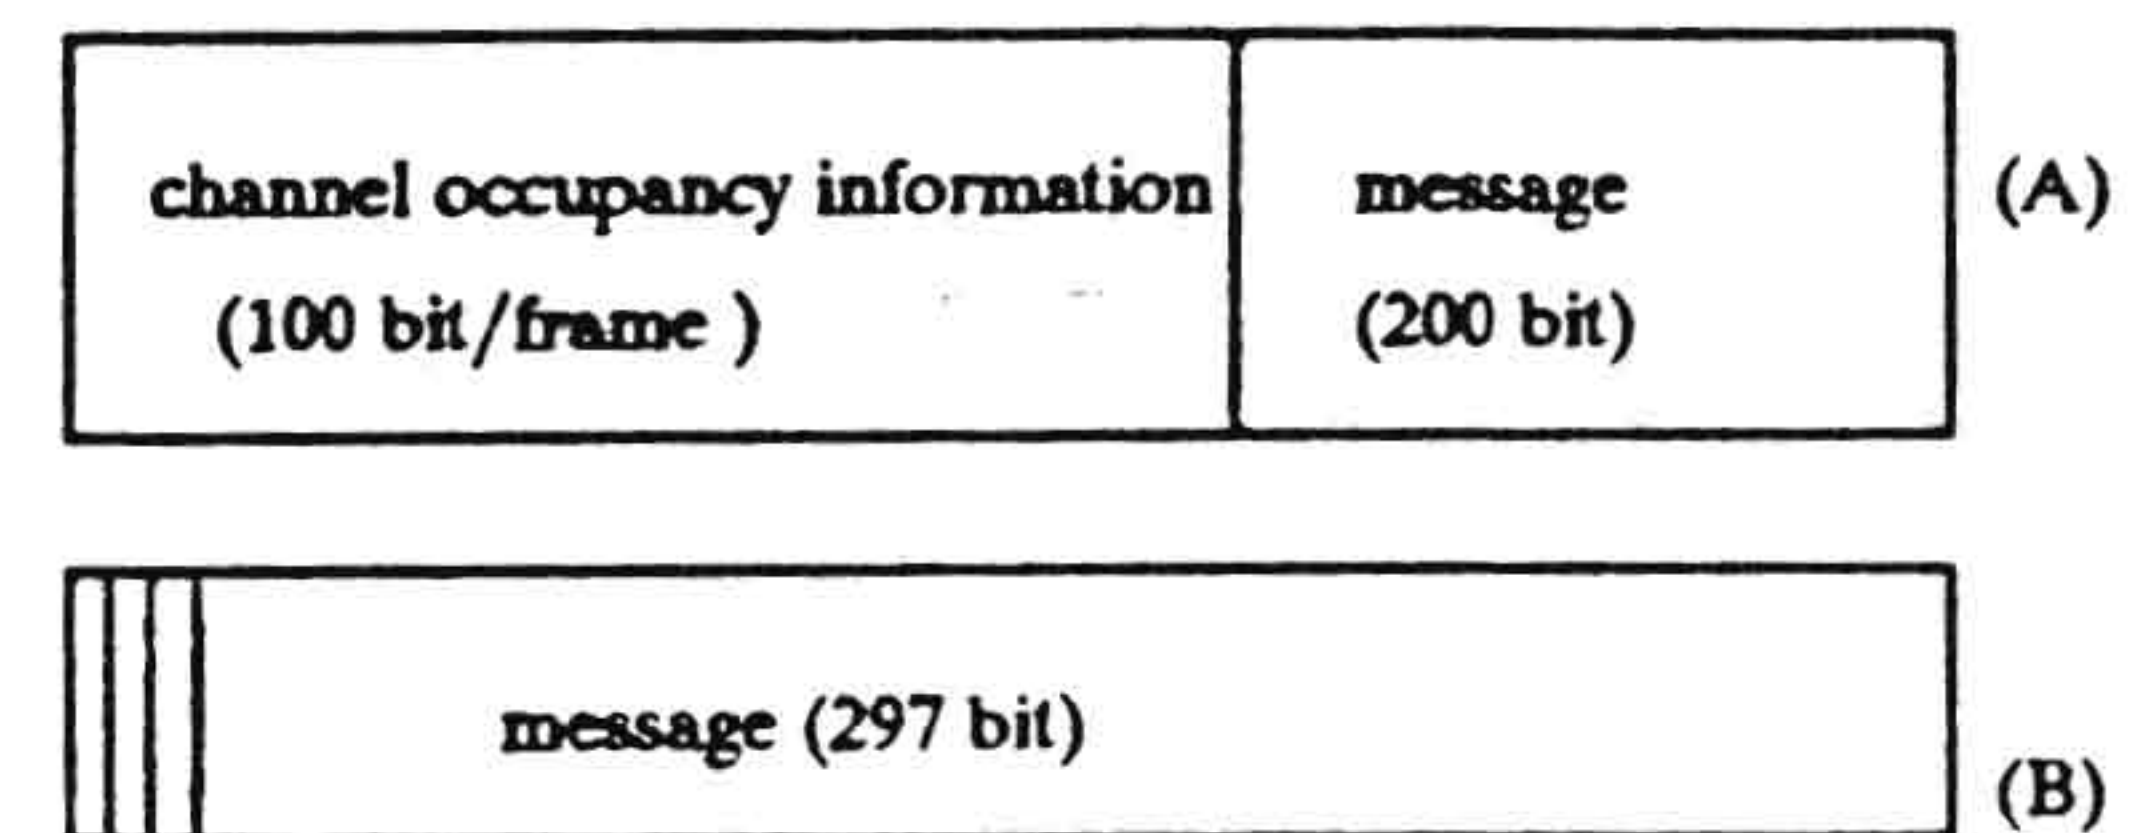 channel occupancy information
(100 bit/frame )
message
(200 bit)
(A)
message (297 bit)
(B)